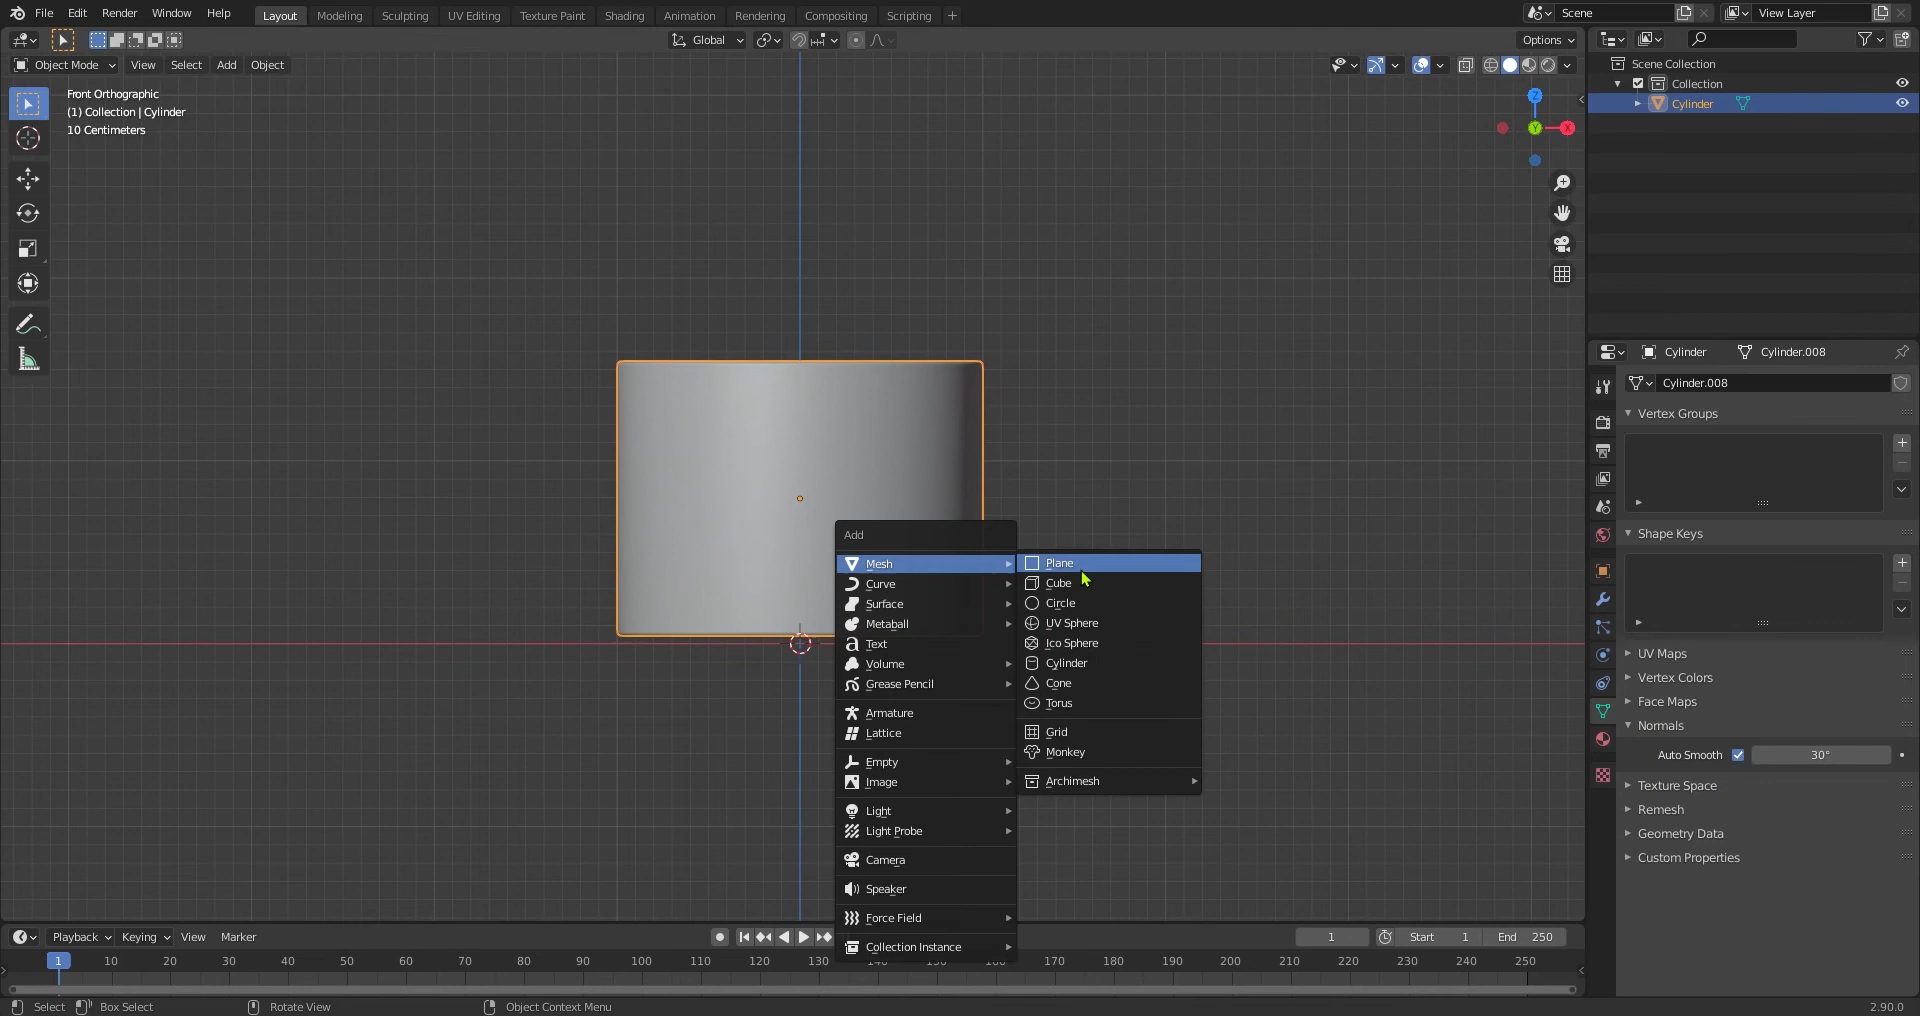 File Edit Render Window Help
Layout Modeling Sculpting UV Editing Texture Paint Shading Animation Rendering Compositing Scripting +
Scene
View Layer
Global
Options
Object Mode View Select Add Object
Front Orthographic
(1) Collection | Cylinder
10 Centimeters
Z
Y
X
Scene Collection
Collection
Cylinder
Cylinder Cylinder.008
Cylinder.008
Vertex Groups
Shape Keys
UV Maps
Vertex Colors
Face Maps
Normals
Auto Smooth 30°
Texture Space
Remesh
Geometry Data
Custom Properties
Add
Mesh
Curve
Surface
Metaball
Text
Volume
Grease Pencil
Armature
Lattice
Empty
Image
Light
Light Probe
Camera
Speaker
Force Field
Collection Instance
Plane
Cube
Circle
UV Sphere
Ico Sphere
Cylinder
Cone
Torus
Grid
Monkey
Archimesh
Playback Keying View Marker
1 Start 1 End 250
1 10 20 30 40 50 60 70 80 90 100 110 120 130 170 180 190 200 210 220 230 240 250
Select Box Select Rotate View Object Context Menu 2.90.0